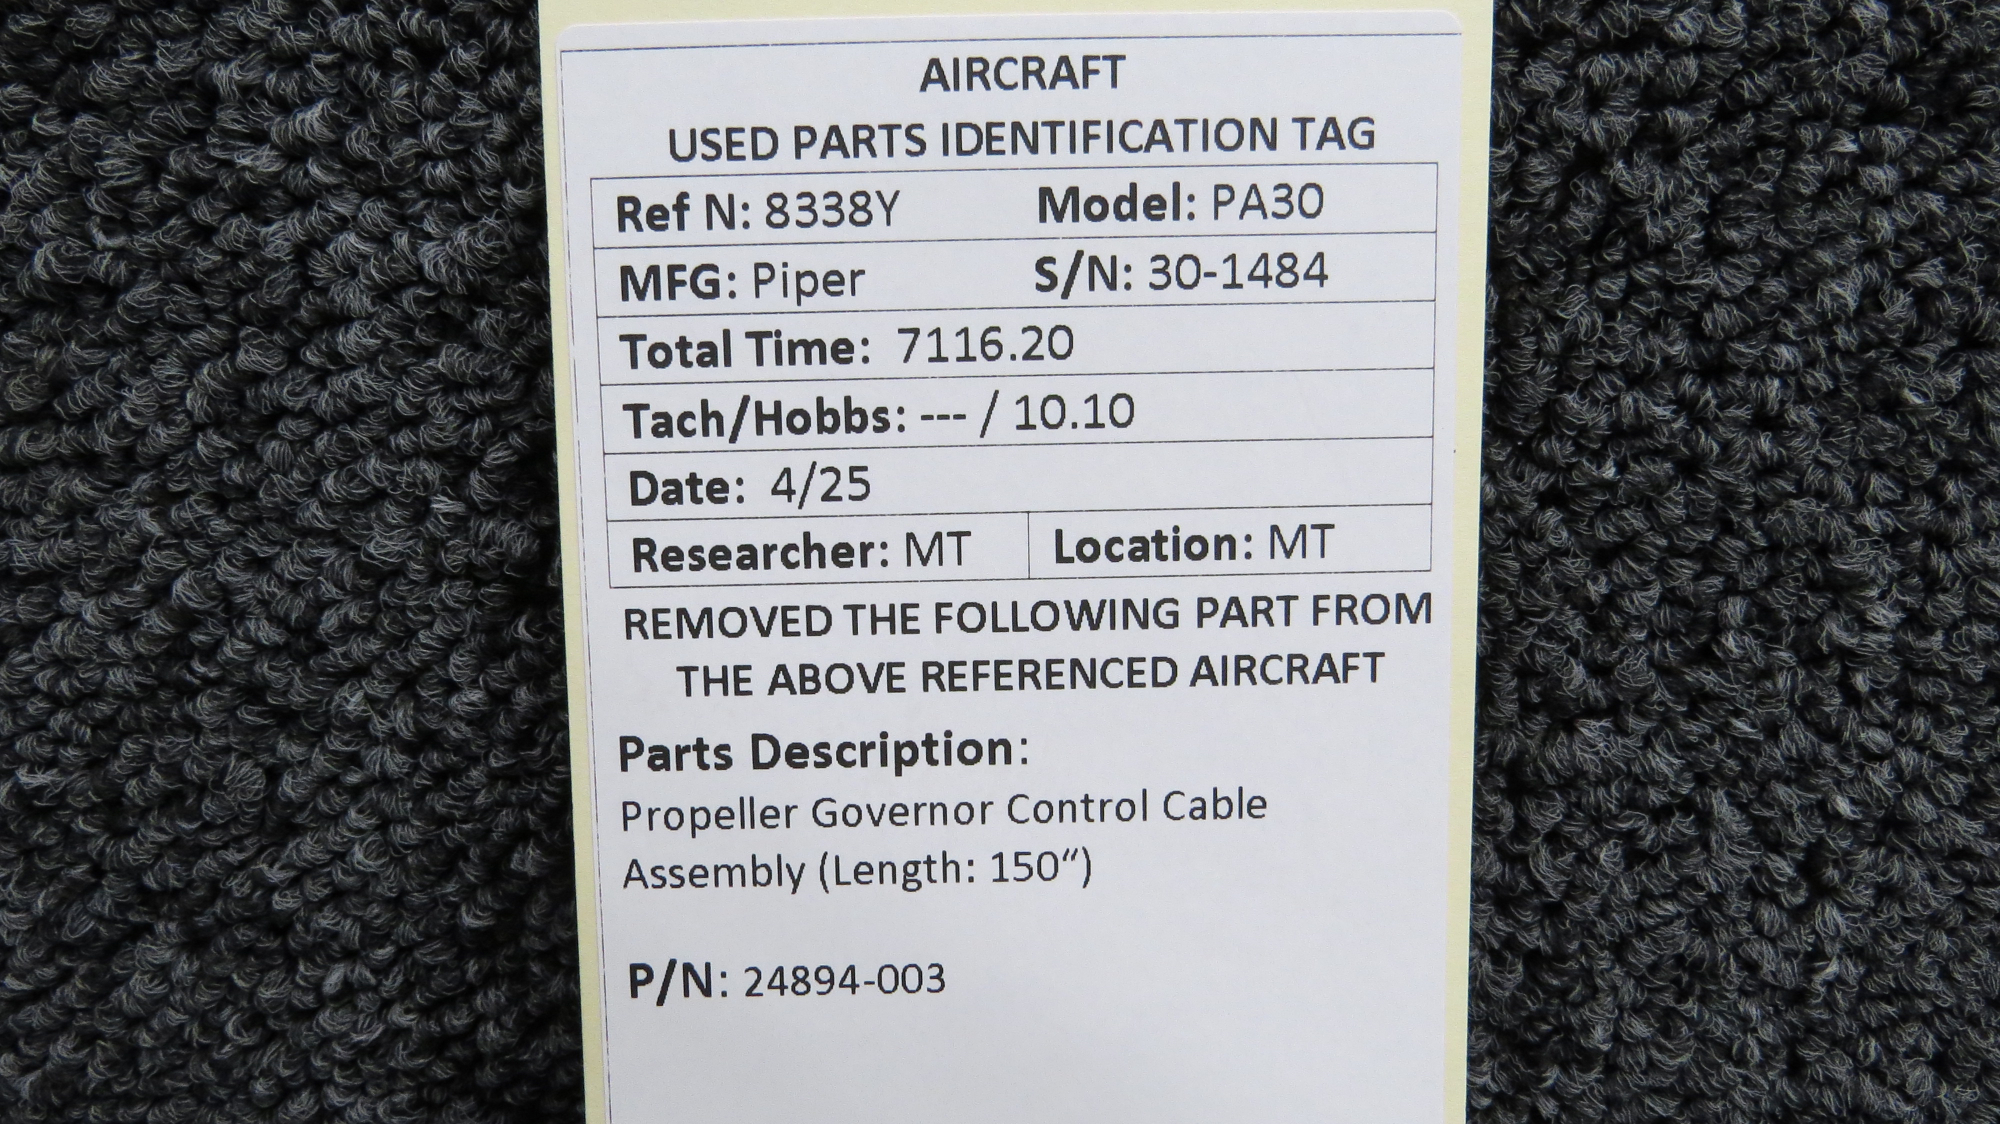 AIRCRAFT
USED PARTS IDENTIFICATION TAG
Ref N: 8338Y Model: PA30
MFG: Piper S/N: 30-1484
Total Time: 7116.20
Tach/Hobbs: --- / 10.10
Date: 4/25
Researcher: MT Location: MT
REMOVED THE FOLLOWING PART FROM
THE ABOVE REFERENCED AIRCRAFT
Parts Description:
Propeller Governor Control Cable
Assembly (Length: 150“)
P/N: 24894-003